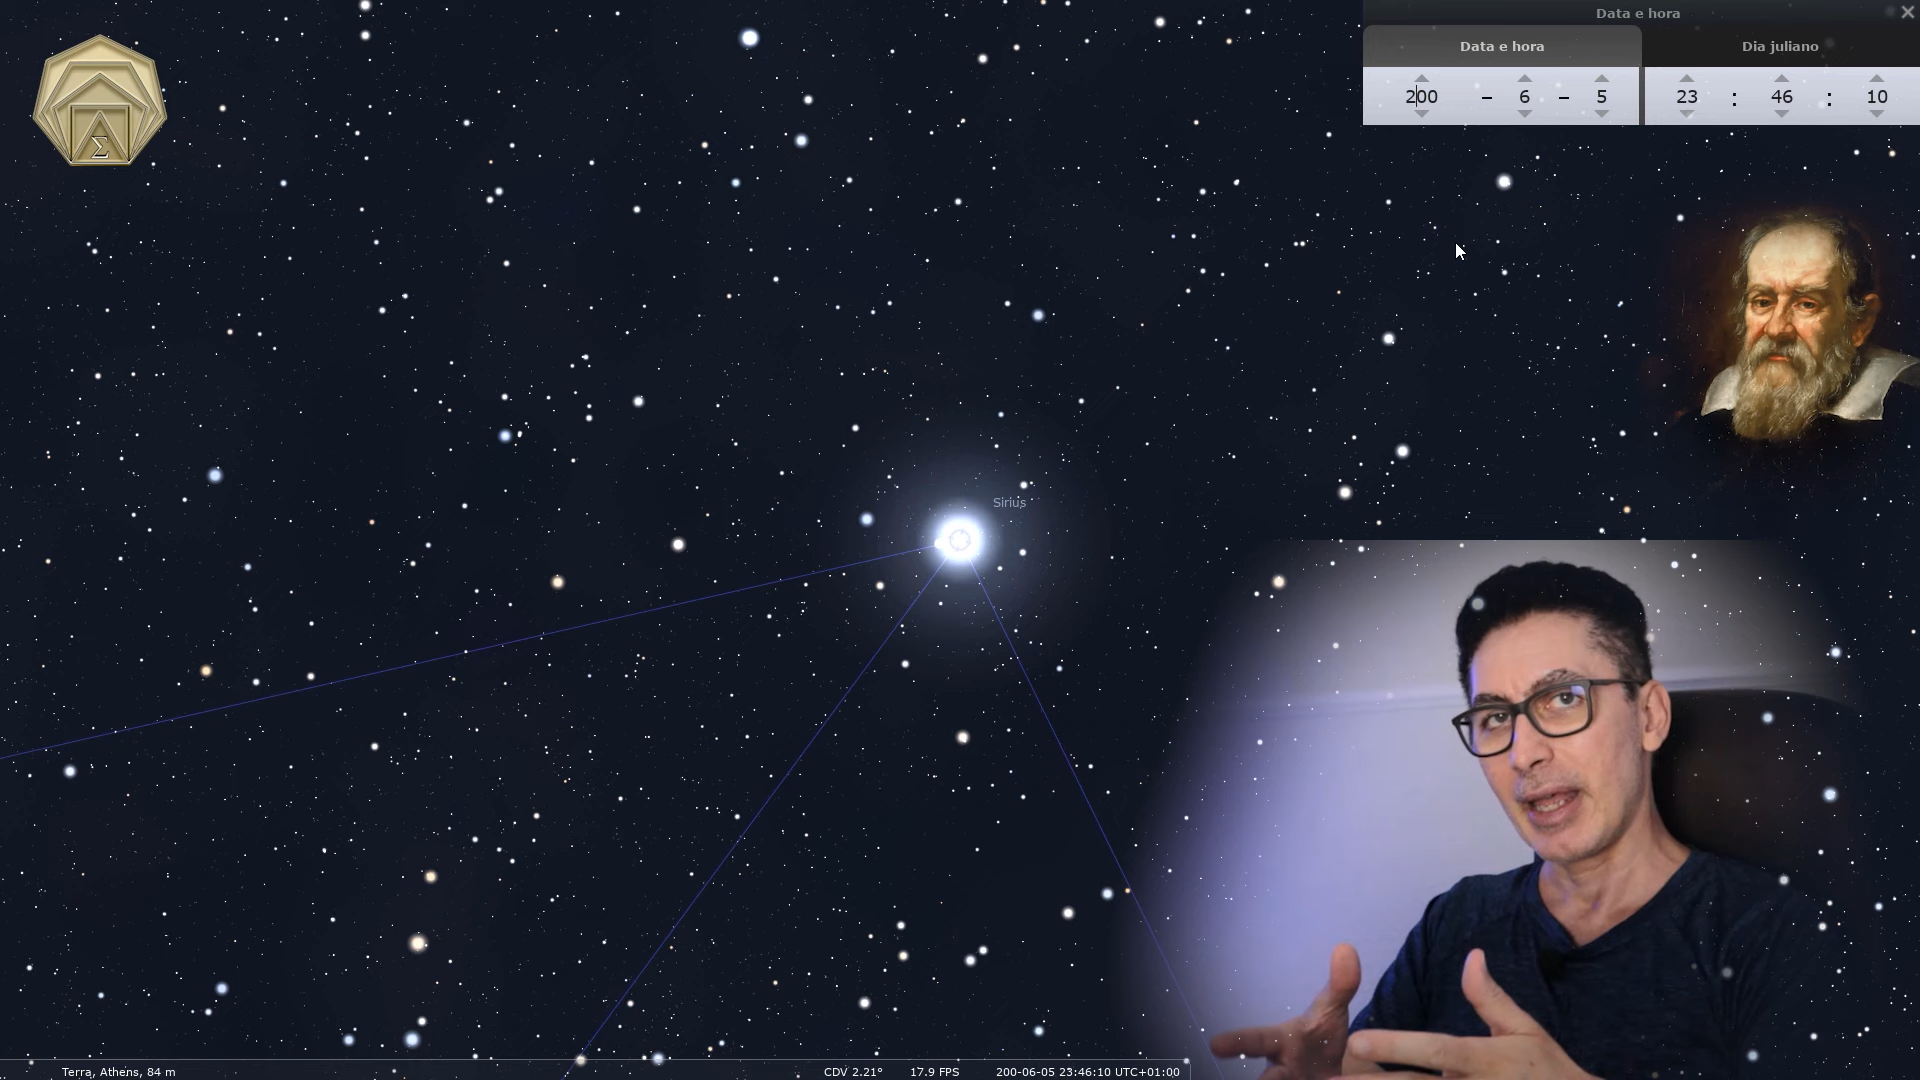 Data e hora
Data e hora
Dia juliano
200 – 6 – 5
23 : 46 : 10
Σ
Sirius
Terra, Athens, 84 m
CDV 2.21°
17.9 FPS
200-06-05 23:46:10 UTC+01:00